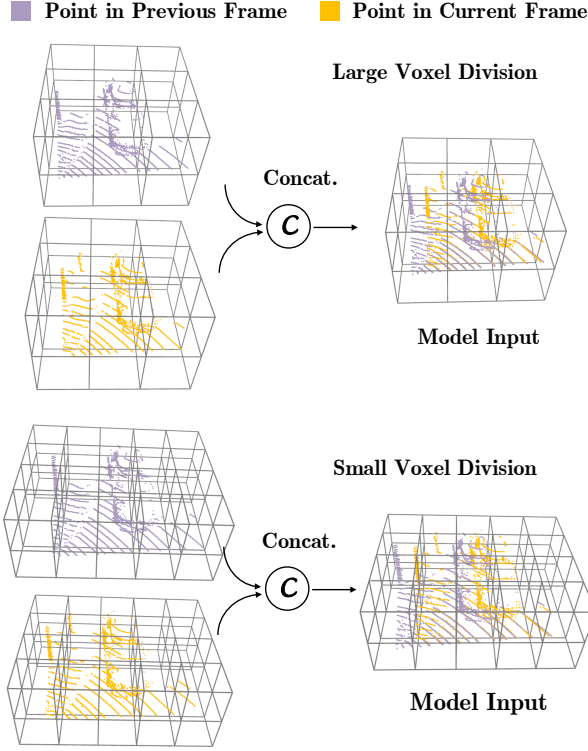 Point in Previous Frame
Point in Current Frame
Large Voxel Division
Concat.
C
Model Input
Small Voxel Division
Concat.
C
Model Input